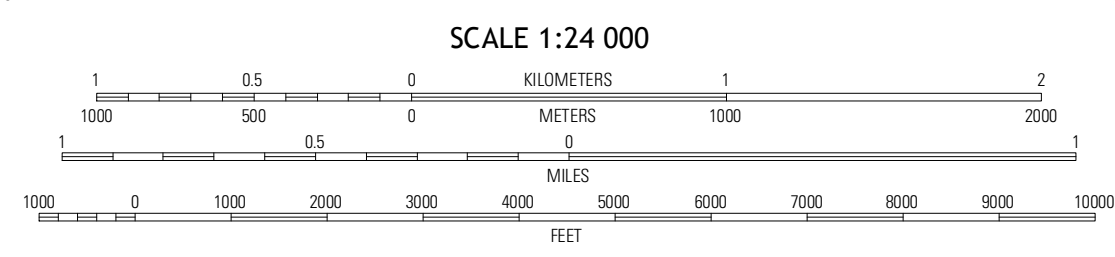 SCALE 1:24 000
1 0.5 0 KILOMETERS 1 2
1000 500 0 METERS 1000 2000
1 0.5 0 1
MILES
1000 0 1000 2000 3000 4000 5000 6000 7000 8000 9000 10000
FEET